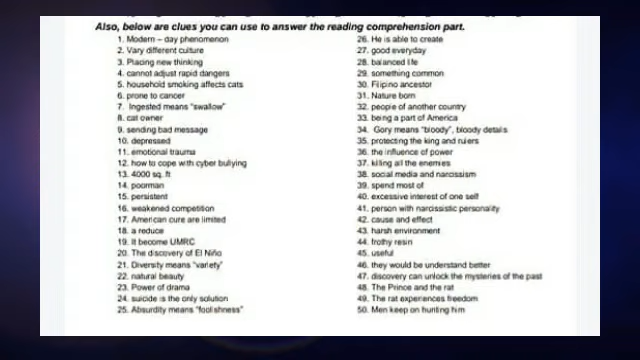 Also, below are clues you can use to answer the reading comprehension part.
1. Modern – day phenomenon
2. Vary different culture
3. Placing new thinking
4. cannot adjust rapid dangers
5. household smoking affects cats
6. prone to cancer
7. Ingested means "swallow"
8. cat owner
9. sending bad message
10. depressed
11. emotional trauma
12. how to cope with cyber bullying
13. 4000 sq. ft
14. poorman
15. persistent
16. weakened competition
17. American cure are limited
18. a reduce
19. It become UMRC
20. The discovery of El Niño
21. Diversity means "variety"
22. natural beauty
23. Power of drama
24. suicide is the only solution
25. Absurdity means "foolishness"
26. He is able to create
27. good everyday
28. balanced life
29. something common
30. Filipino ancestor
31. Nature born
32. people of another country
33. being a part of America
34. Gory means "bloody", bloody details
35. protecting the king and rulers
36. the influence of power
37. killing all the enemies
38. social media and narcissism
39. spend most of
40. excessive interest of one self
41. person with narcissistic personality
42. cause and effect
43. harsh environment
44. frothy resin
45. useful
46. they would be understand better
47. discovery can unlock the mysteries of the past
48. The Prince and the rat
49. The rat experiences freedom
50. Men keep on hunting him